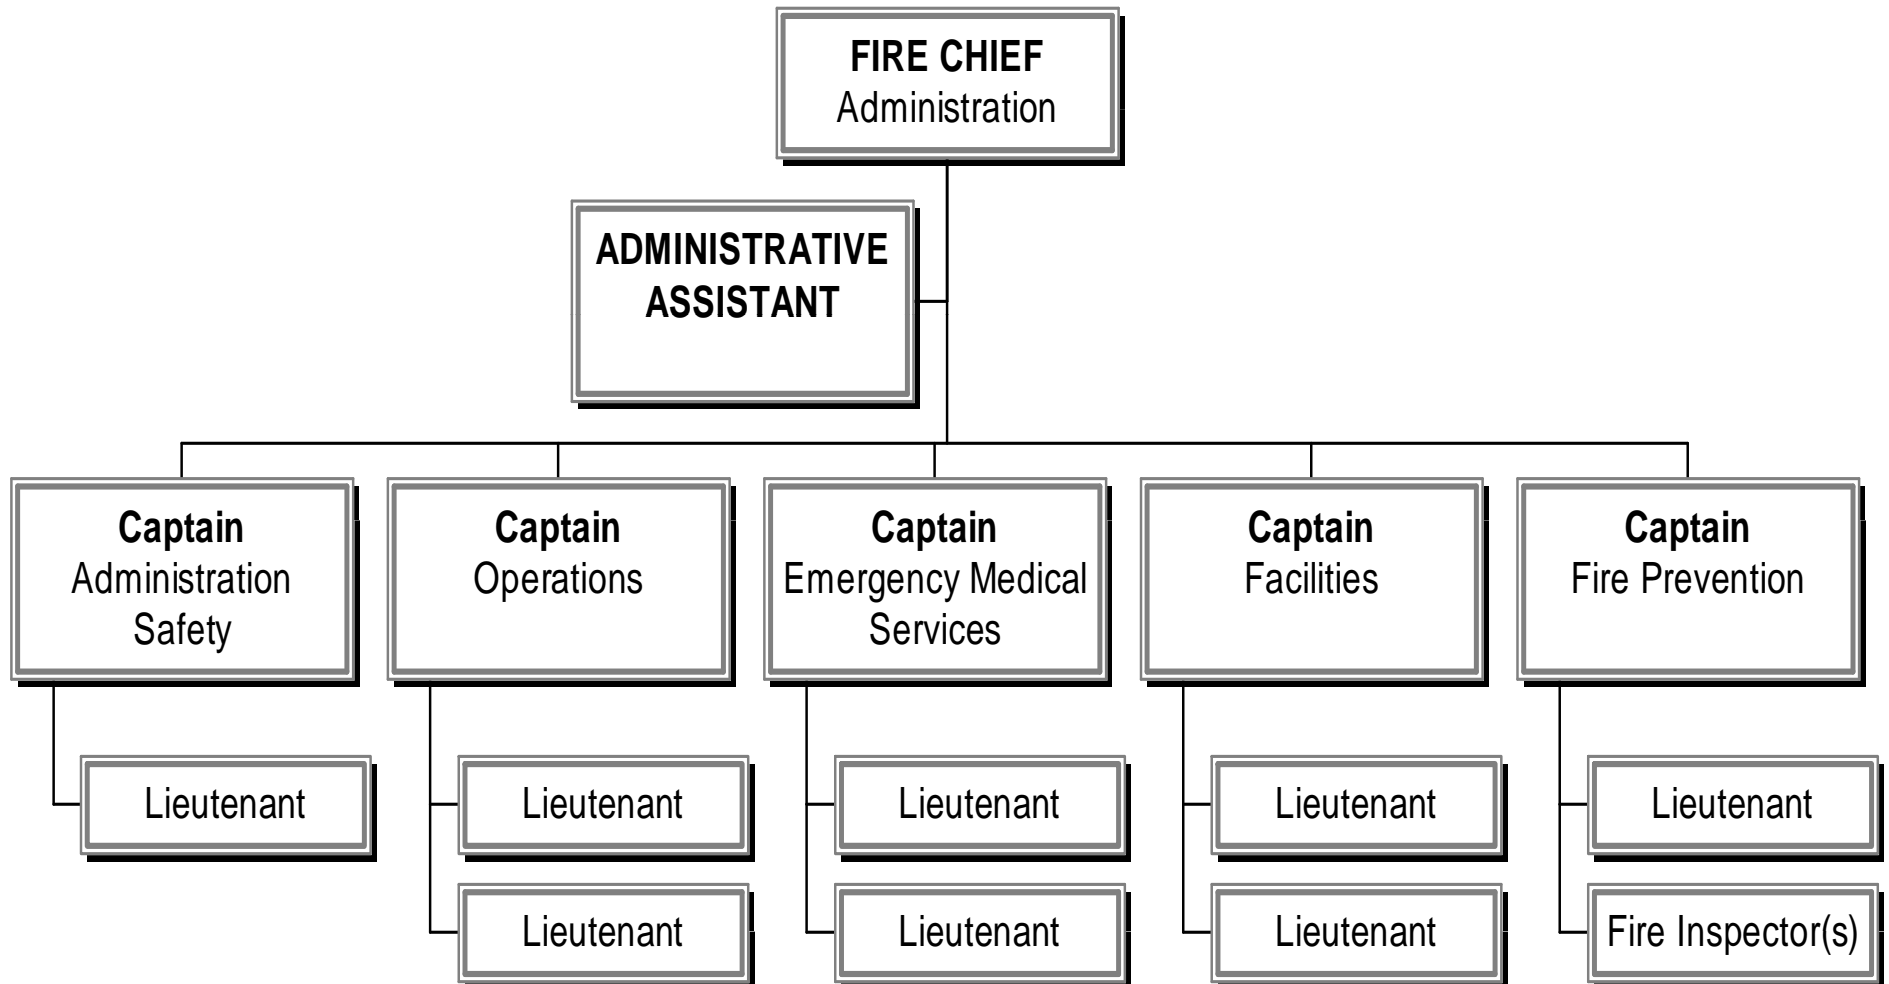 FIRE CHIEF
Administration
ADMINISTRATIVE
ASSISTANT
Captain
Administration
Safety
Captain
Operations
Captain
Emergency Medical
Services
Captain
Facilities
Captain
Fire Prevention
Lieutenant
Lieutenant
Lieutenant
Lieutenant
Lieutenant
Lieutenant
Lieutenant
Lieutenant
Fire Inspector(s)